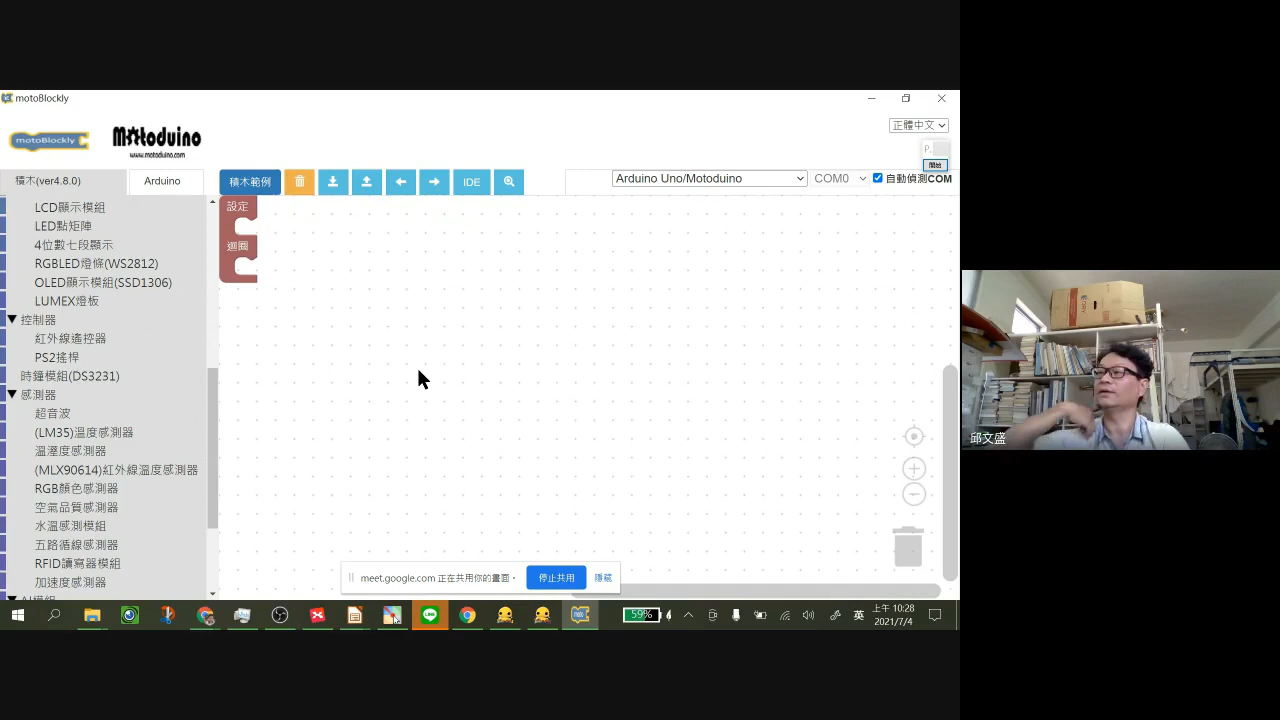 motoBlockly
motoBlockly
Motoduino
www.motoduino.com
正體中文
P.
開始
積木(ver4.8.0)
Arduino
積木範例
IDE
Arduino Uno/Motoduino
COM0
自動偵測COM
設定
迴圈
LCD顯示模組
LED點矩陣
4位數七段顯示
RGBLED燈條(WS2812)
OLED顯示模組(SSD1306)
LUMEX燈板
控制器
紅外線遙控器
PS2搖桿
時鐘模組(DS3231)
感測器
超音波
(LM35)溫度感測器
溫溼度感測器
(MLX90614)紅外線溫度感測器
RGB顏色感測器
空氣品質感測器
水溫感測模組
五路循線感測器
RFID讀寫器模組
加速度感測器
AI模組
meet.google.com 正在共用你的畫面。
停止共用
隱藏
59%
英
上午 10:28
2021/7/4
邱文盛